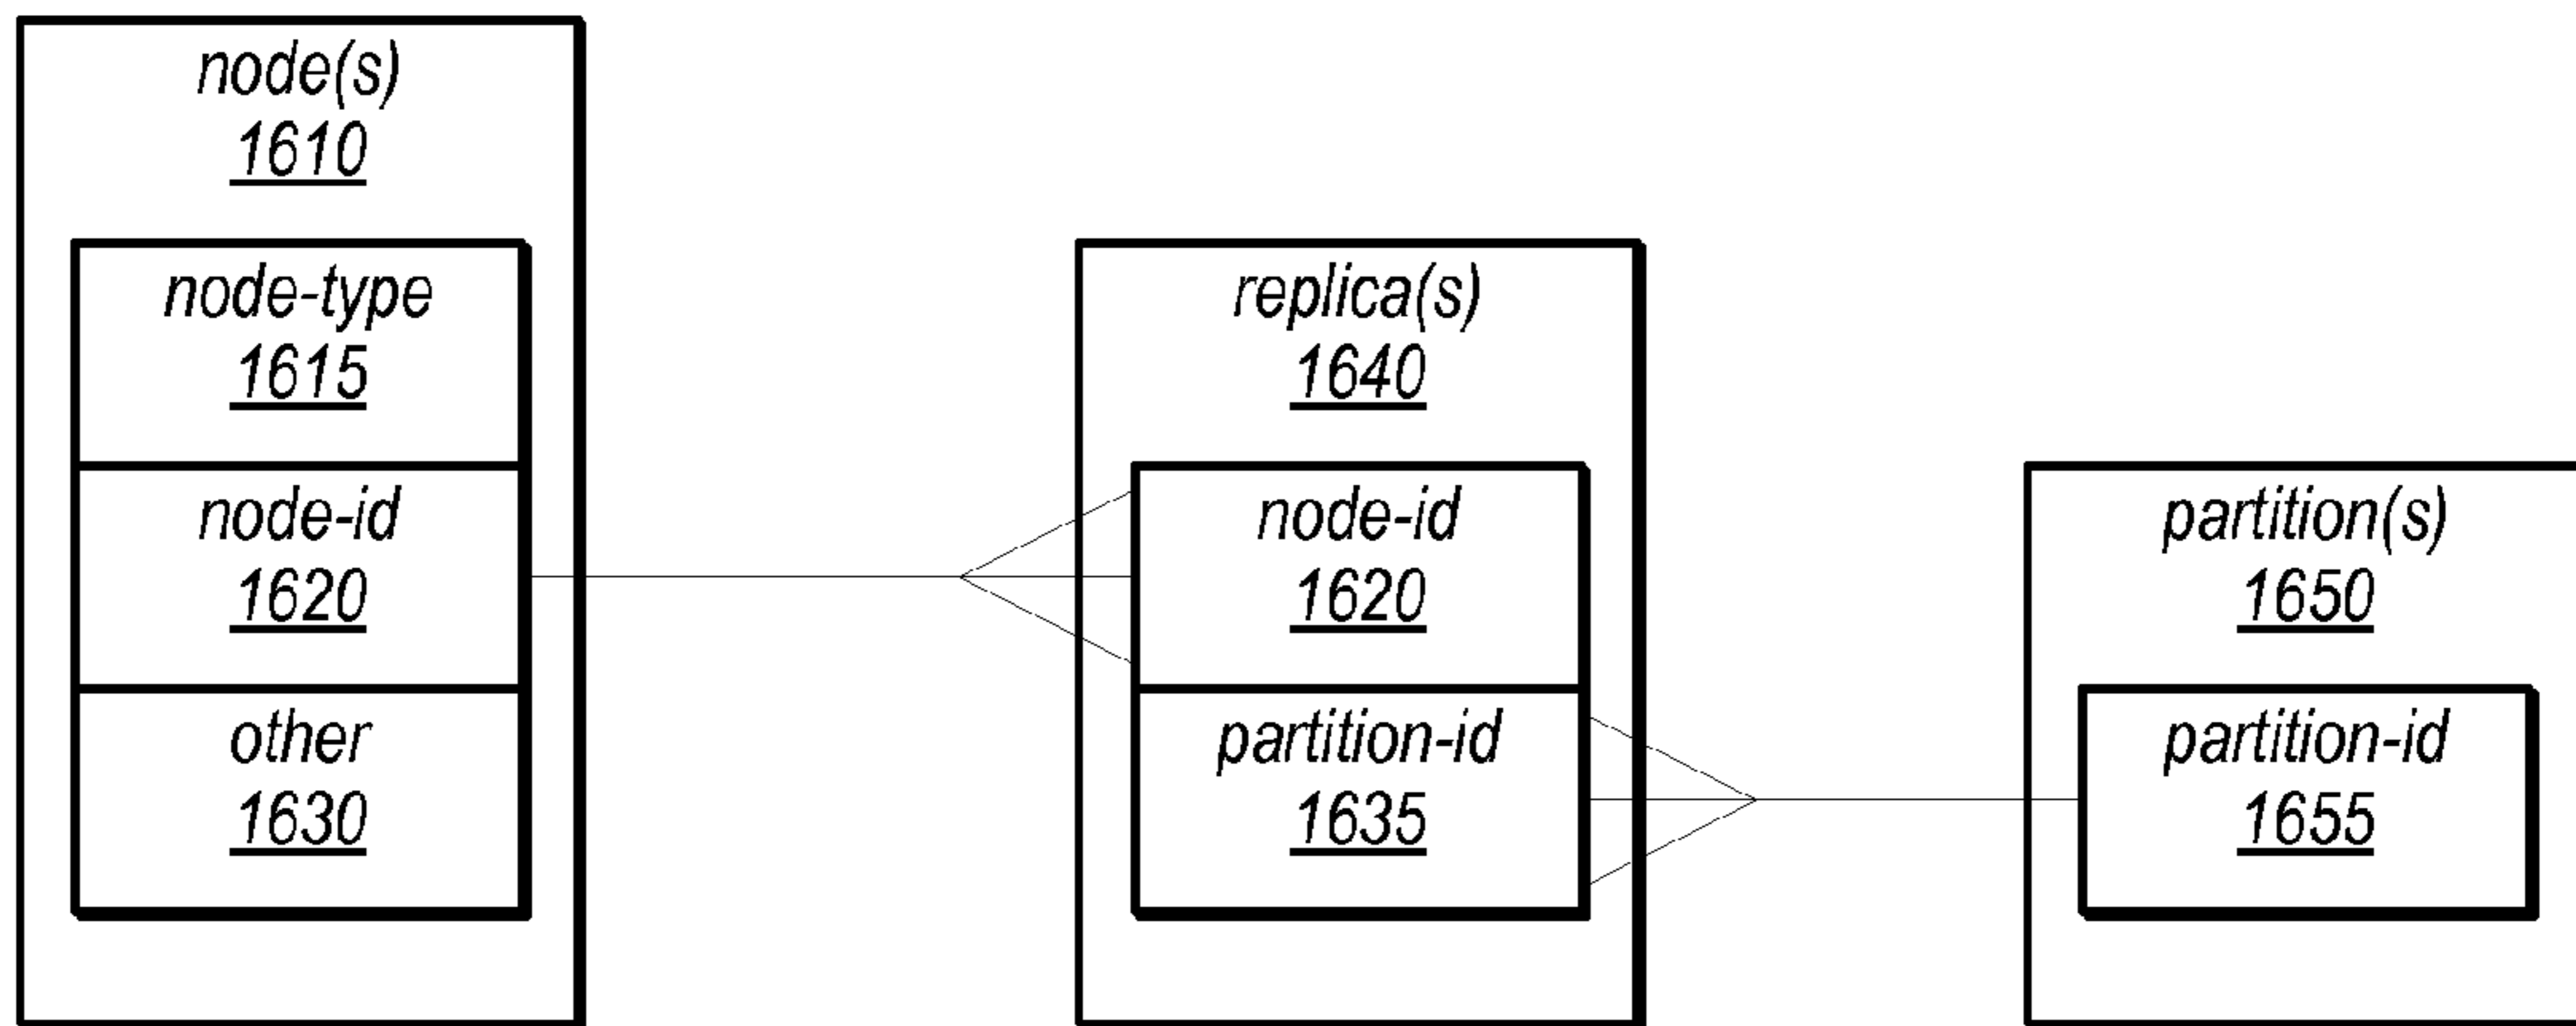 node(s)
1610
node-type
1615
node-id
1620
other
1630
replica(s)
1640
node-id
1620
partition-id
1635
partition(s)
1650
partition-id
1655